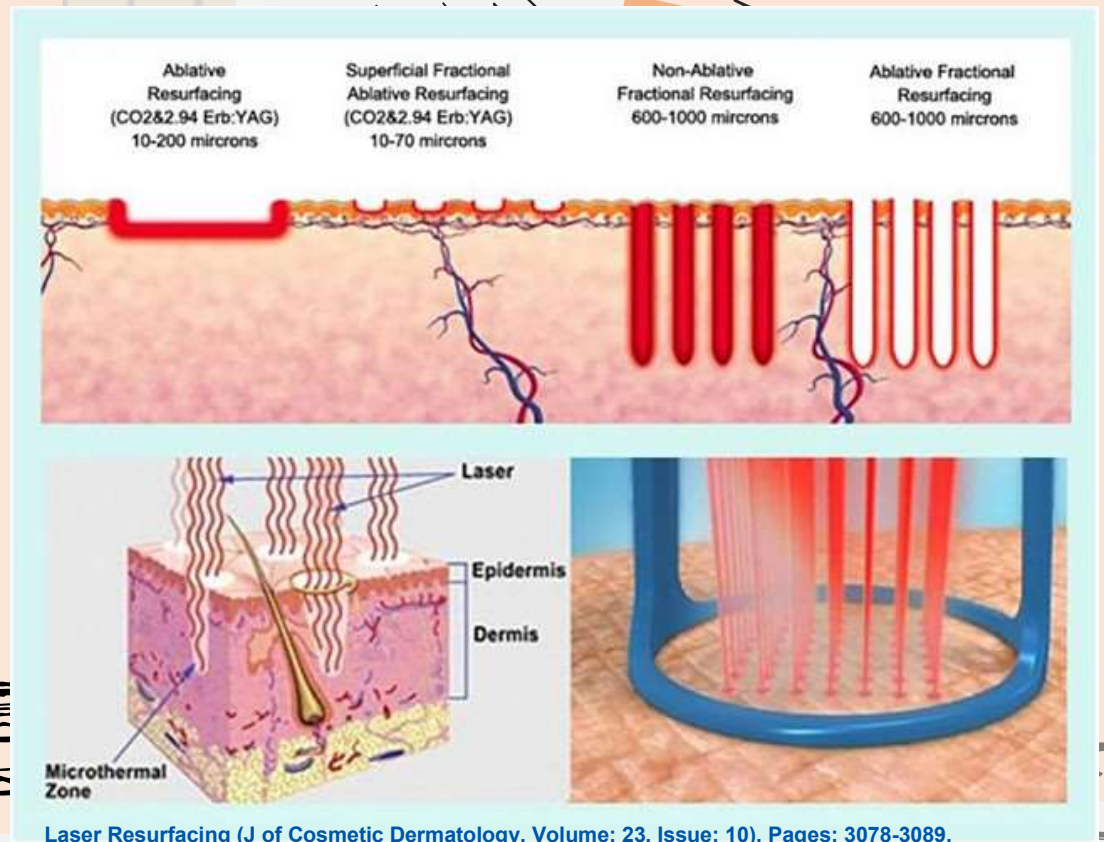 Ablative
Resurfacing
(CO2&2.94 Erb:YAG)
10-200 mircrons
Superficial Fractional
Ablative Resurfacing
(CO2&2.94 Erb:YAG)
10-70 mircrons
Non-Ablative
Fractional Resurfacing
600-1000 mircrons
Ablative Fractional
Resurfacing
600-1000 mircrons
Laser
Epidermis
Dermis
Microthermal
Zone
Laser Resurfacing (J of Cosmetic Dermatology, Volume: 23, Issue: 10), Pages: 3078-3089,